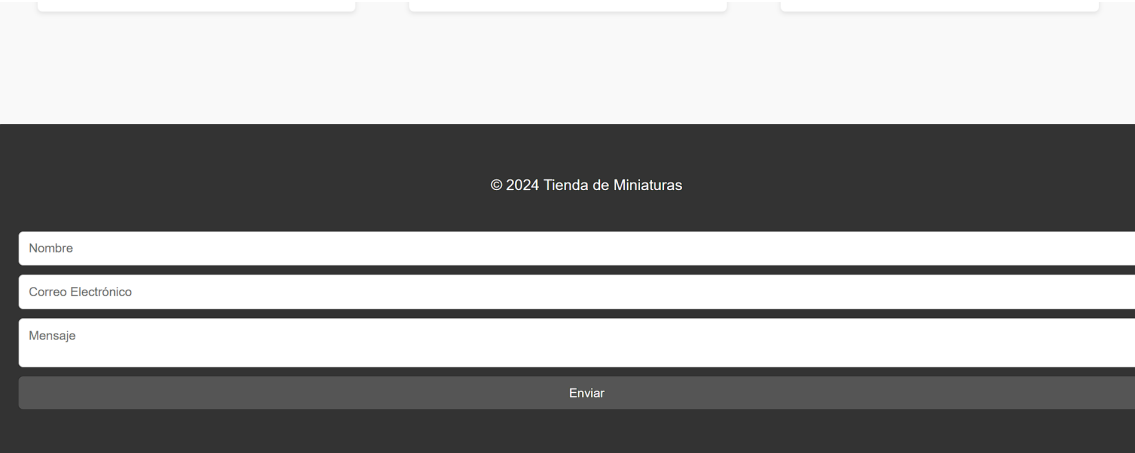 © 2024 Tienda de Miniaturas
Nombre
Correo Electrónico
Mensaje
Enviar